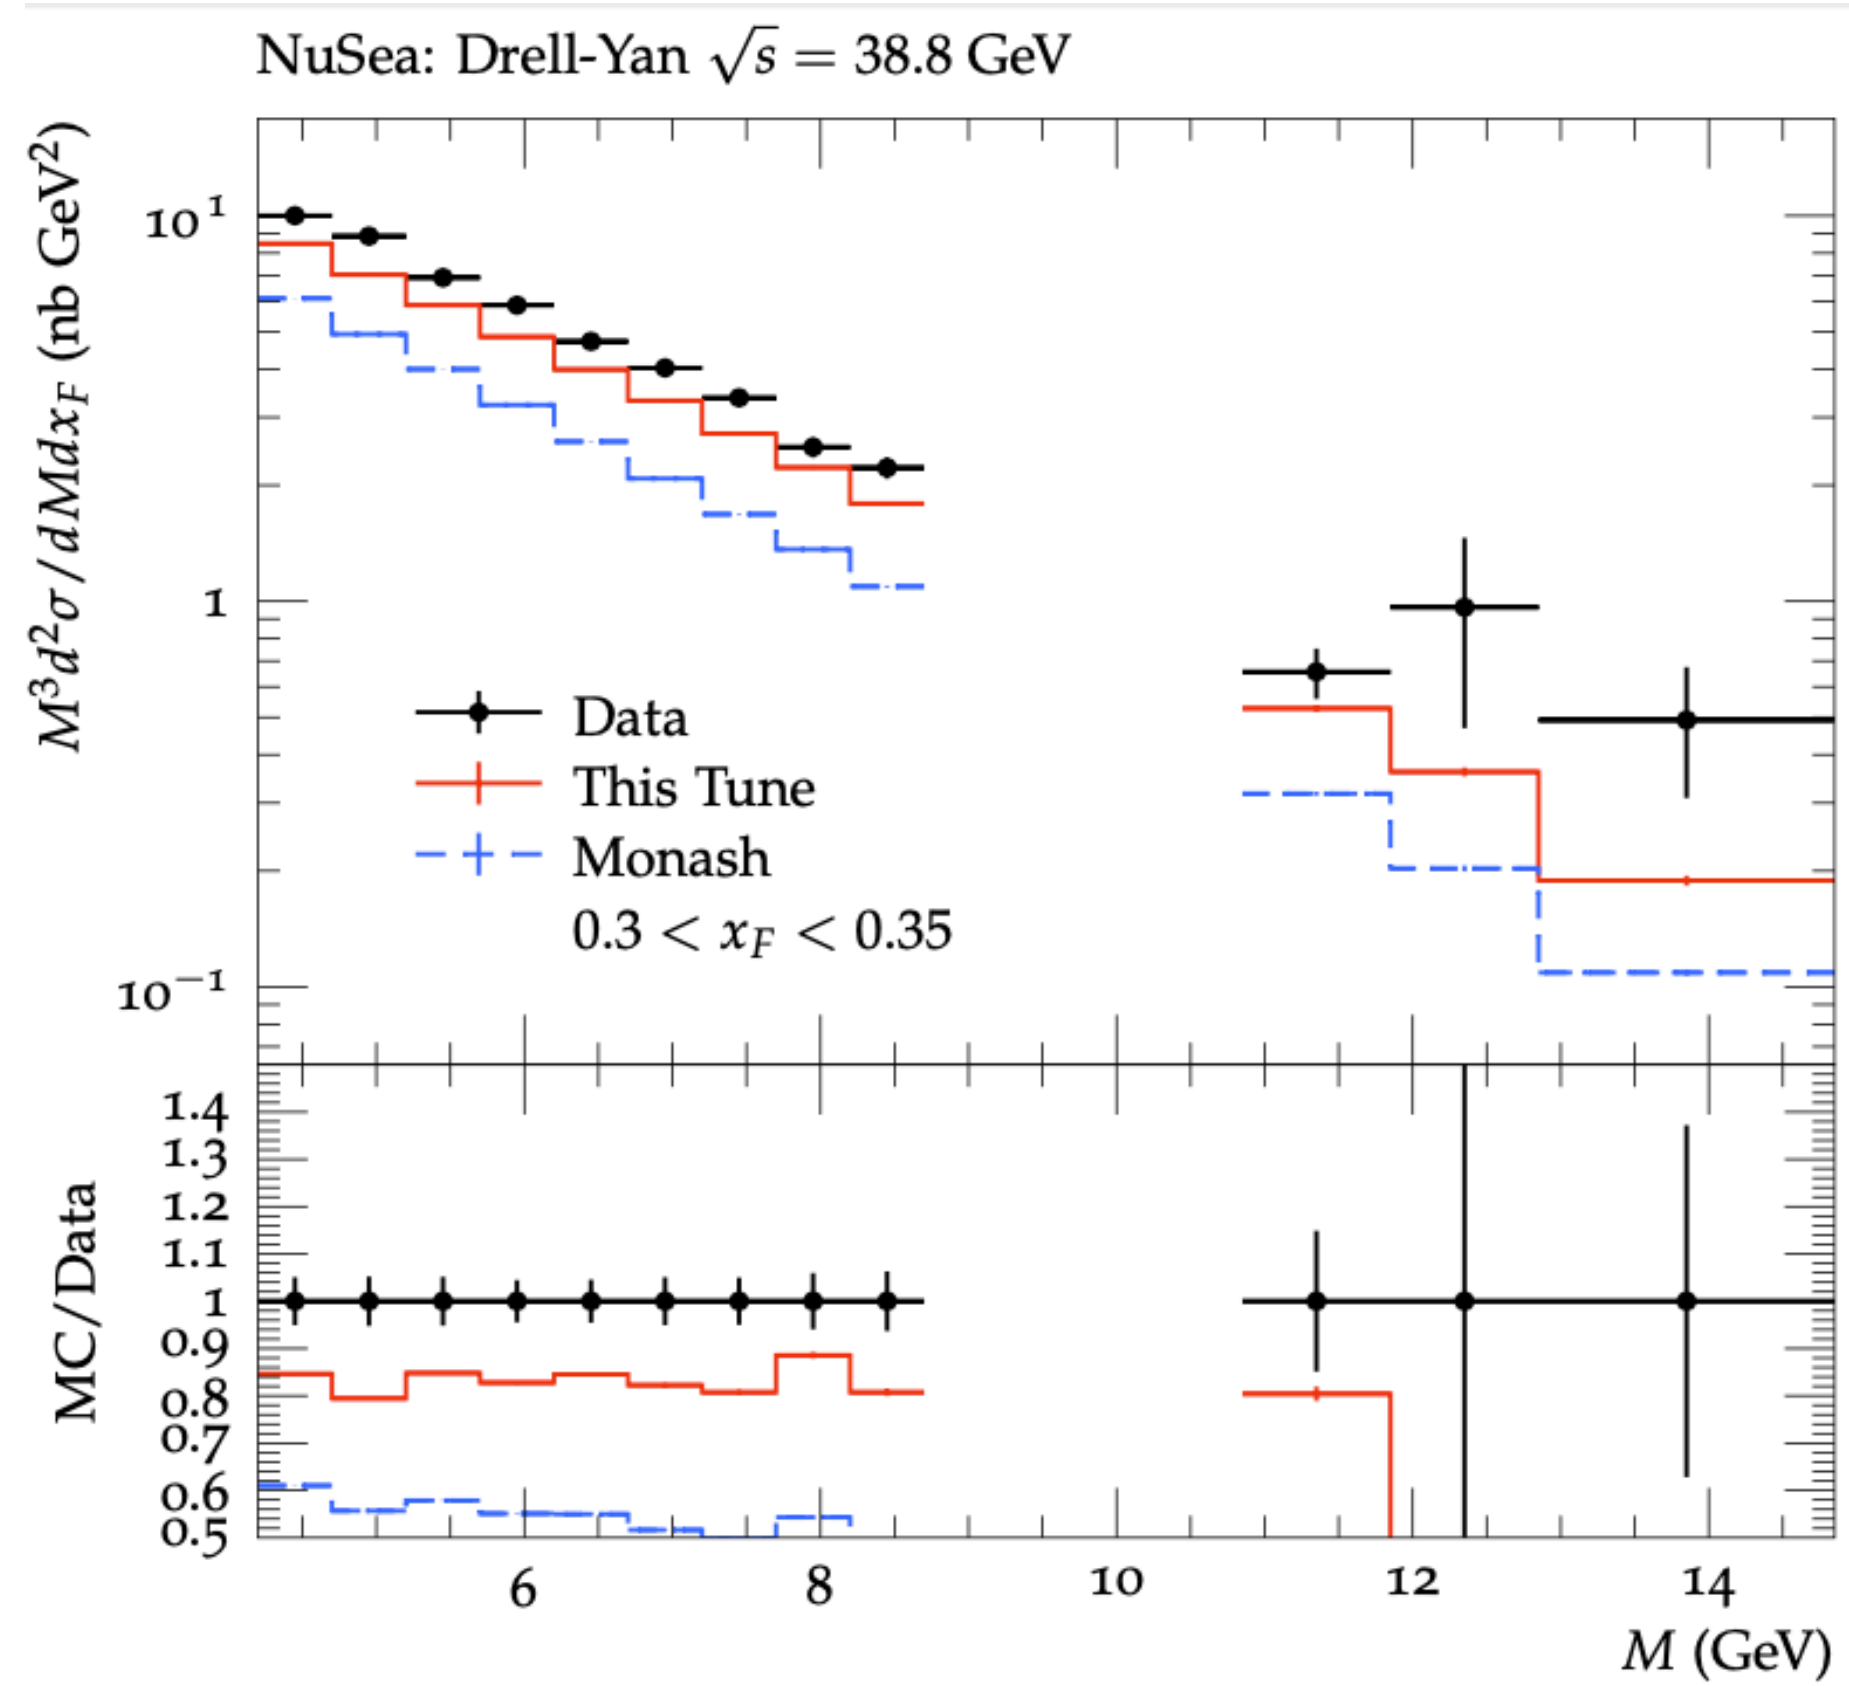 NuSea: Drell-Yan √s = 38.8 GeV
M³d²σ/dMdx_F (nb GeV²)
10¹
1
10⁻¹
Data
This Tune
Monash
0.3 < x_F < 0.35
MC/Data
1.4
1.3
1.2
1.1
1
0.9
0.8
0.7
0.6
0.5
6 8 10 12 14
M (GeV)